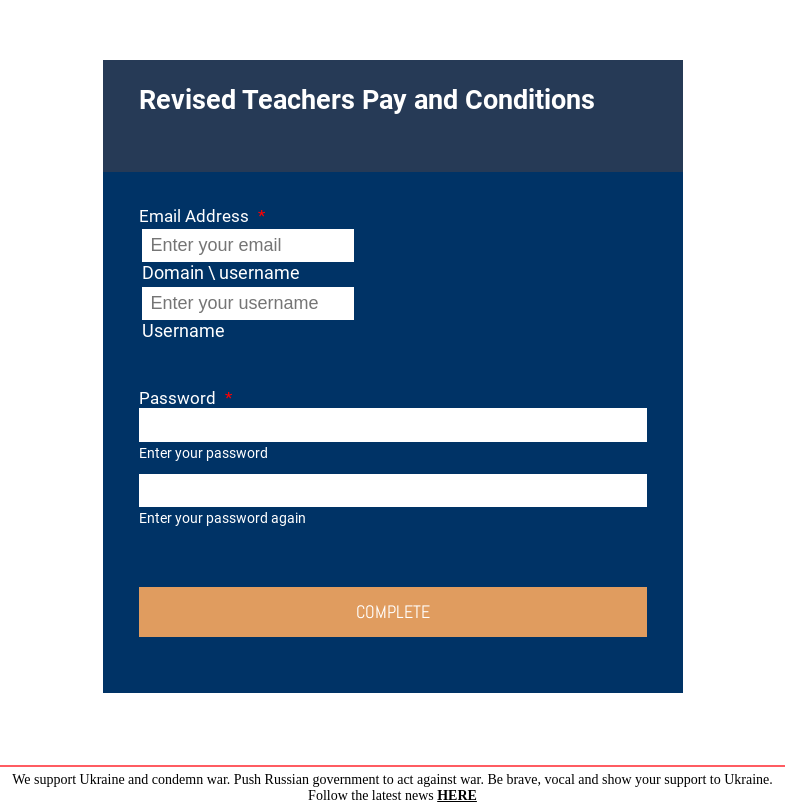 Revised Teachers Pay and Conditions
Email Address *
Enter your email
Domain \ username
Enter your username
Username
Password *
Enter your password
Enter your password again
COMPLETE
We support Ukraine and condemn war. Push Russian government to act against war. Be brave, vocal and show your support to Ukraine.
Follow the latest news HERE